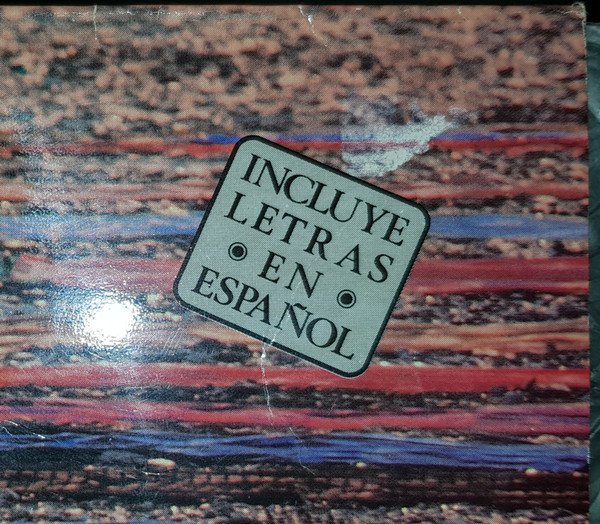 INCLUYE
LETRAS
EN
ESPAÑOL